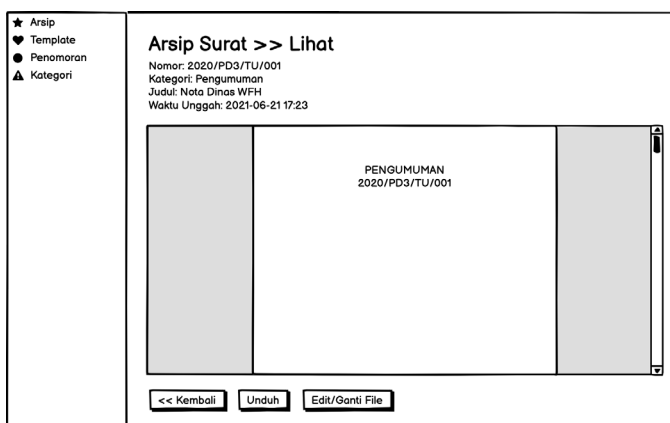 Arsip
Template
Penomoran
Kategori
Arsip Surat >> Lihat
Nomor: 2020/PD3/TU/001
Kategori: Pengumuman
Judul: Nota Dinas WFH
Waktu Unggah: 2021-06-21 17:23
PENGUMUMAN
2020/PD3/TU/001
<< Kembali
Unduh
Edit/Ganti File